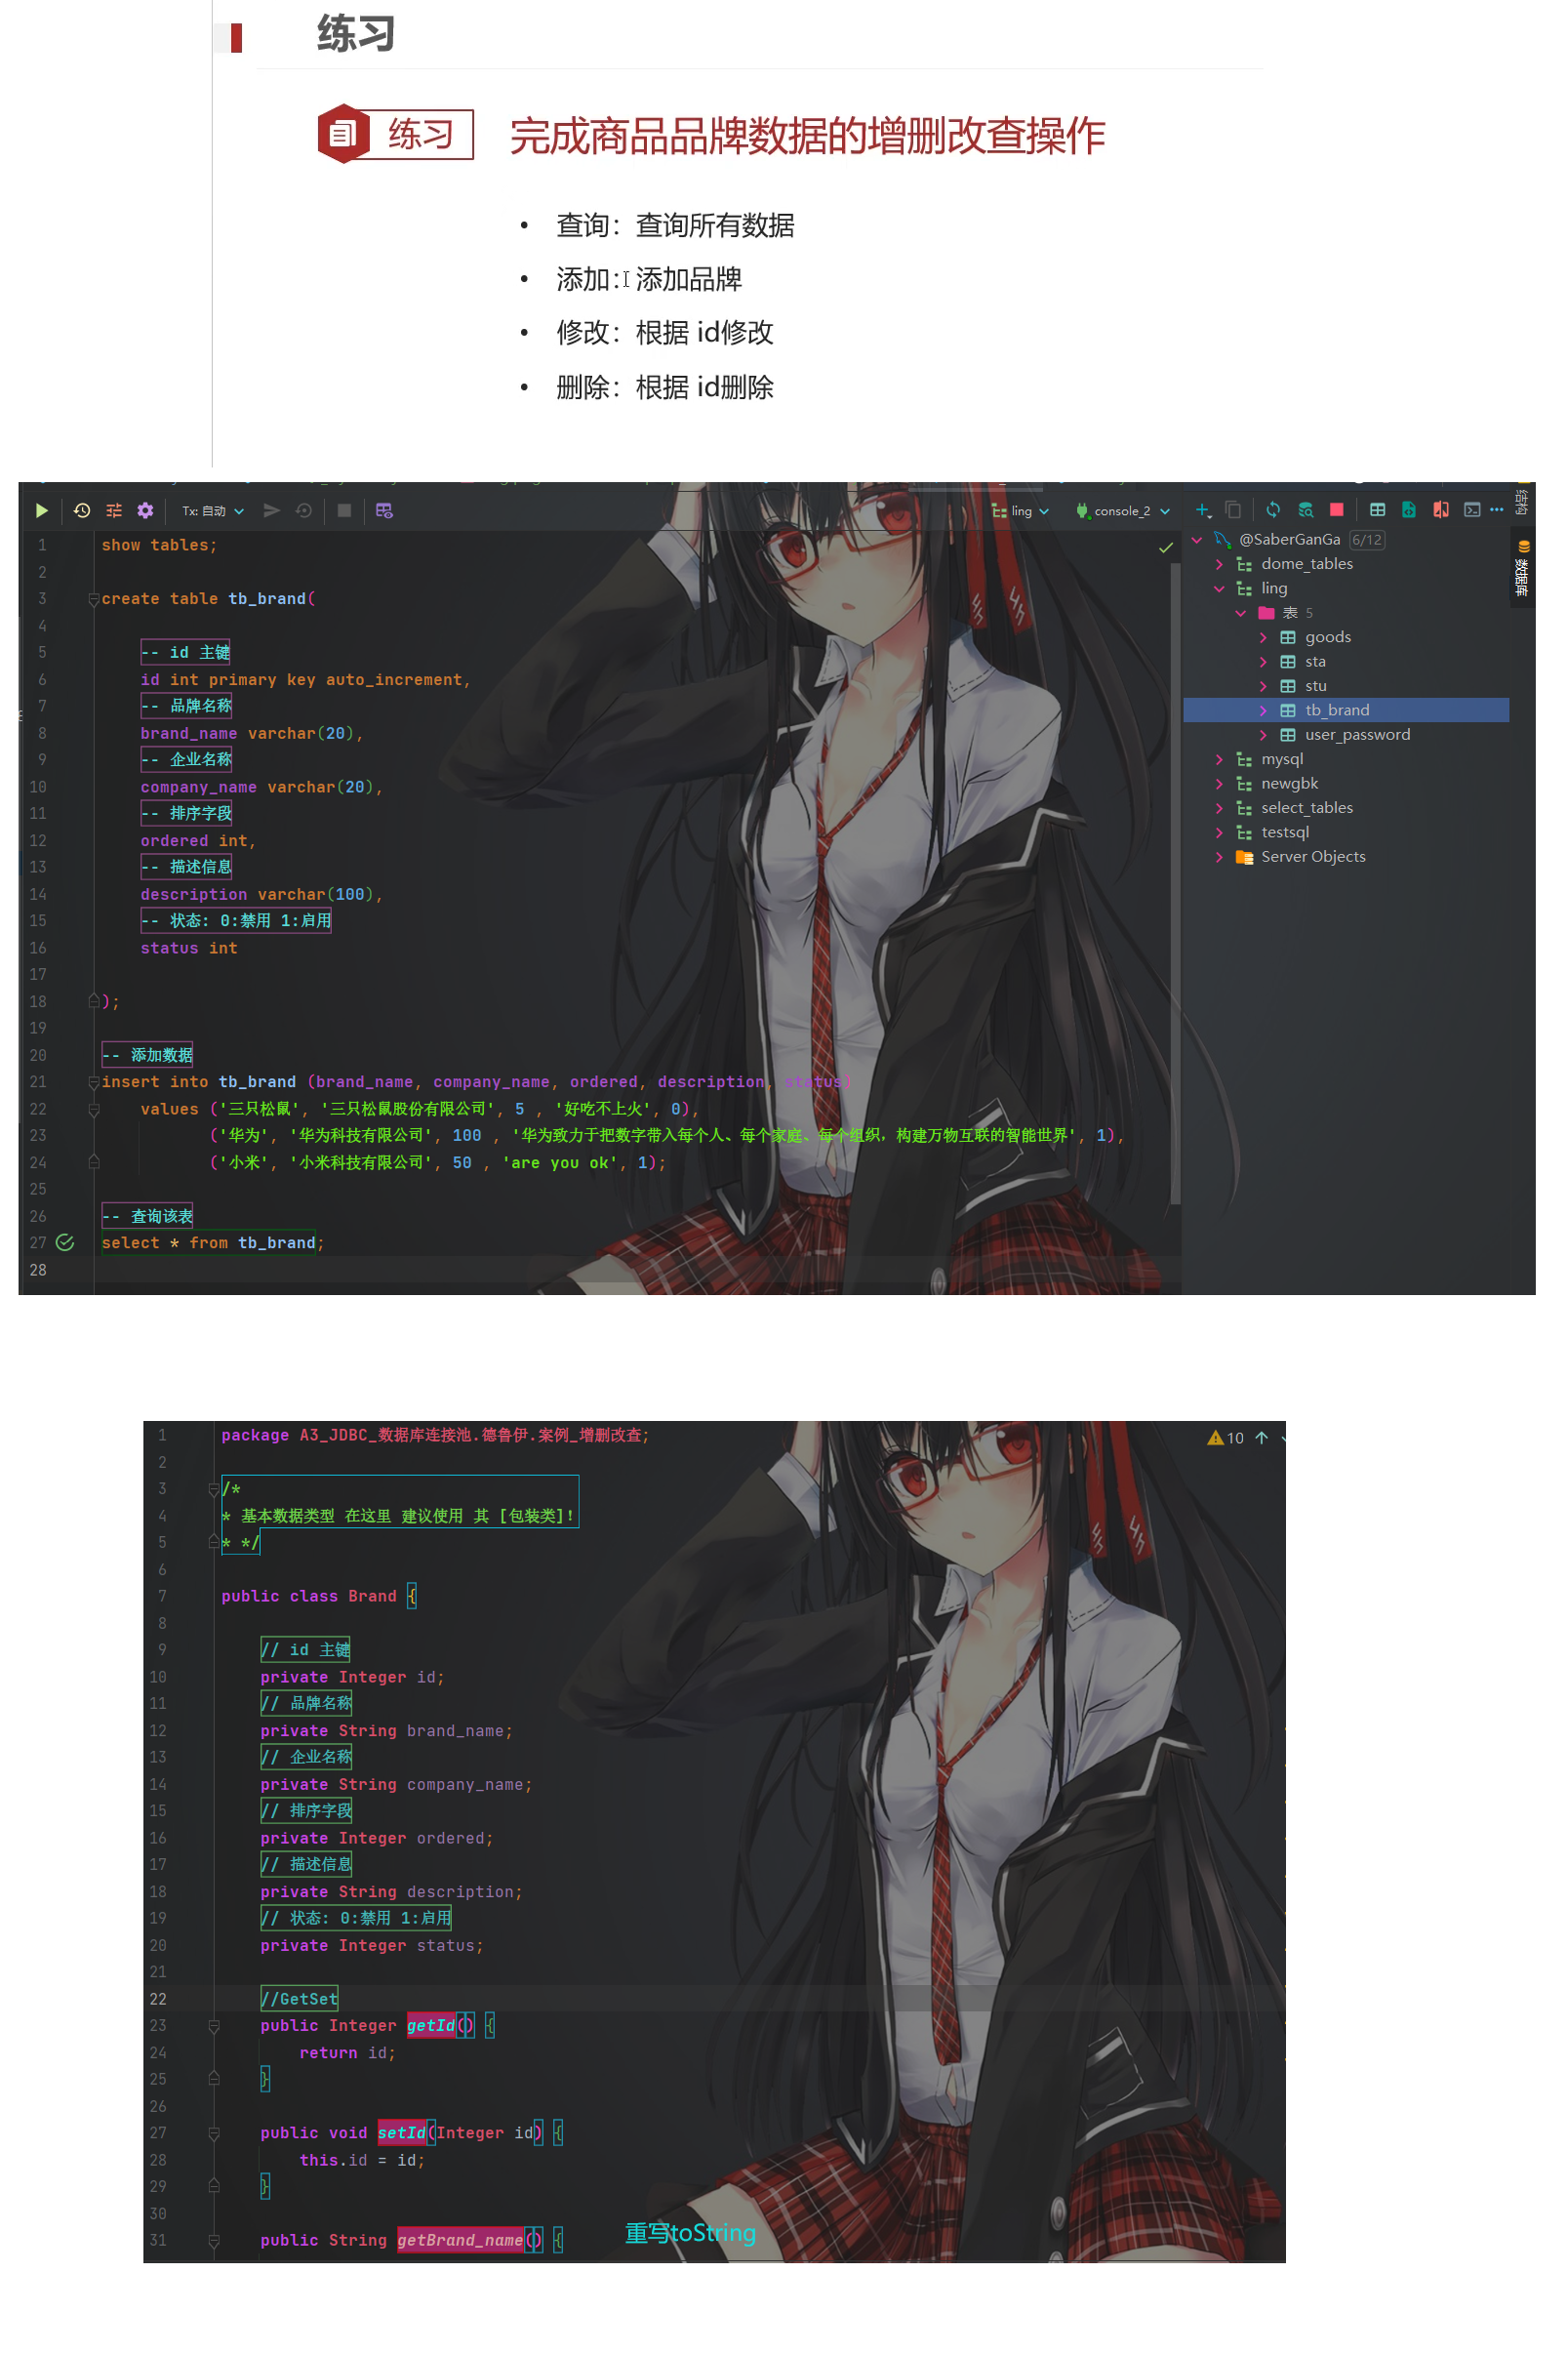 练习
练习
完成商品品牌数据的增删改查操作
• 查询：查询所有数据
• 添加：添加品牌
• 修改：根据 id修改
• 删除：根据 id删除
Tx: 自动
ling
console_2
结构
数据库
1 show tables;
2
3 create table tb_brand(
4
5 -- id 主键
6 id int primary key auto_increment,
7 -- 品牌名称
8 brand_name varchar(20),
9 -- 企业名称
10 company_name varchar(20),
11 -- 排序字段
12 ordered int,
13 -- 描述信息
14 description varchar(100),
15 -- 状态: 0:禁用 1:启用
16 status int
17
18 );
19
20 -- 添加数据
21 insert into tb_brand (brand_name, company_name, ordered, description, status)
22 values ('三只松鼠', '三只松鼠股份有限公司', 5 , '好吃不上火', 0),
23 ('华为', '华为科技有限公司', 100 , '华为致力于把数字带入每个人、每个家庭、每个组织，构建万物互联的智能世界', 1),
24 ('小米', '小米科技有限公司', 50 , 'are you ok', 1);
25
26 -- 查询该表
27 select * from tb_brand;
28
@SaberGanGa 6/12
dome_tables
ling
表 5
goods
sta
stu
tb_brand
user_password
mysql
newgbk
select_tables
testsql
Server Objects
1 package A3_JDBC_数据库连接池.德鲁伊.案例_增删改查;
10
2
3 /*
4 * 基本数据类型 在这里 建议使用 其 [包装类]!
5 * */
6
7 public class Brand {
8
9 // id 主键
10 private Integer id;
11 // 品牌名称
12 private String brand_name;
13 // 企业名称
14 private String company_name;
15 // 排序字段
16 private Integer ordered;
17 // 描述信息
18 private String description;
19 // 状态: 0:禁用 1:启用
20 private Integer status;
21
22 //GetSet
23 public Integer getId() {
24 return id;
25 }
26
27 public void setId(Integer id) {
28 this.id = id;
29 }
30
31 public String getBrand_name() {
重写toString